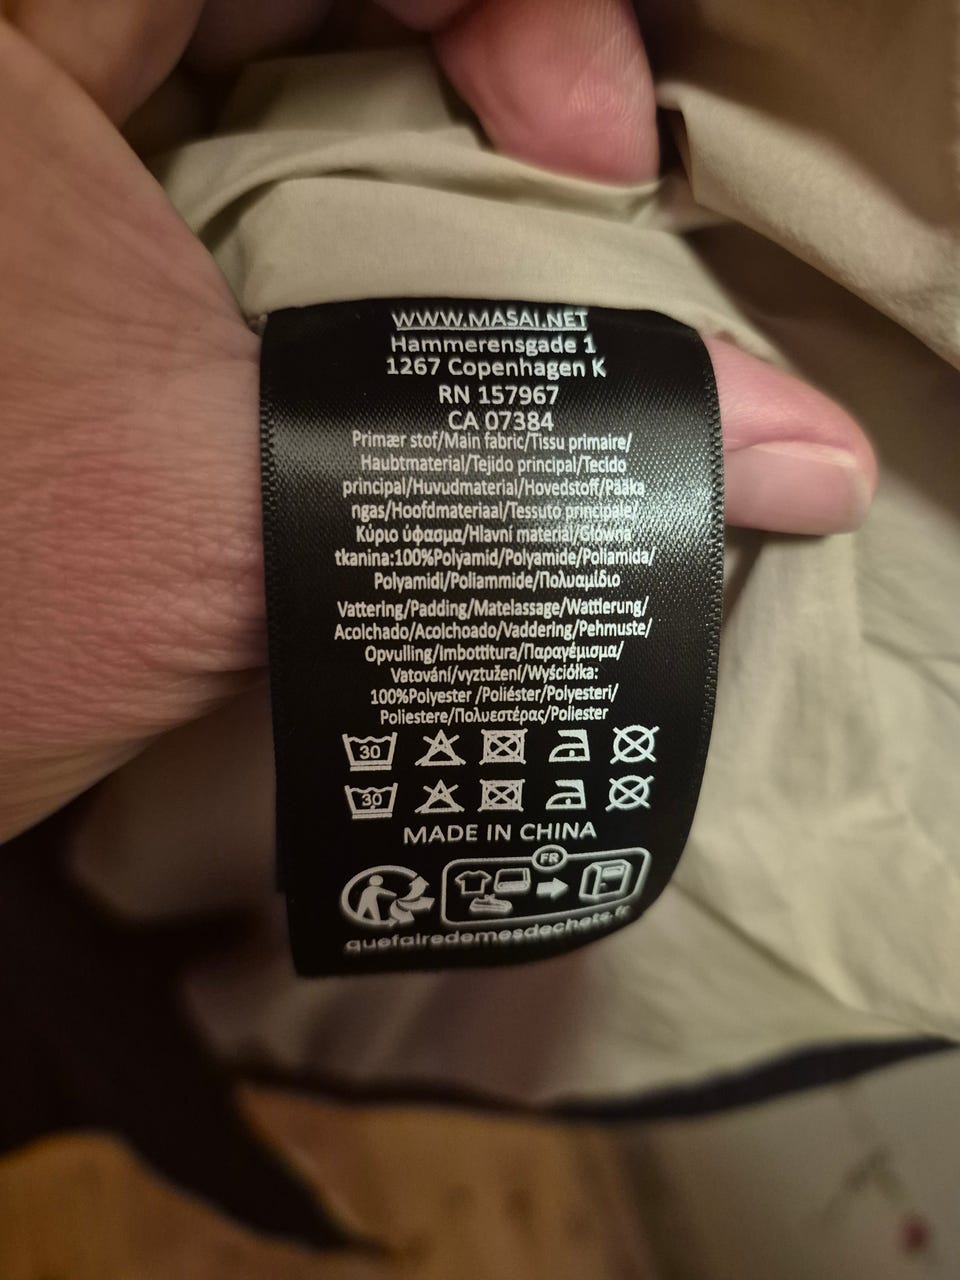 WWW.MASAI.NET
Hammerensgade 1
1267 Copenhagen K
RN 157967
CA 07384
Primær stof/Main fabric/Tissu primaire/
Haubtmaterial/Tejido principal/Tecido
principal/Huvudmaterial/Hovedstoff/Pääka
ngas/Hoofdmateriaal/Tessuto principale/
Κύριο ύφασμα/Hlavní materiál/Główna
tkanina:100%Polyamid/Polyamide/Poliamida/
Polyamidi/Poliammide/Πολυαμίδιο
Vattering/Padding/Matelassage/Wattierung/
Acolchado/Acolchoado/Vaddering/Pehmuste/
Opvulling/Imbottitura/Παραγέμισμα/
Vatování/vyztužení/Wyściółka:
100%Polyester /Poliéster/Polyesteri/
Poliestere/Πολυεστέρας/Poliester
30
30
MADE IN CHINA
FR
quefairedemesdechets.fr